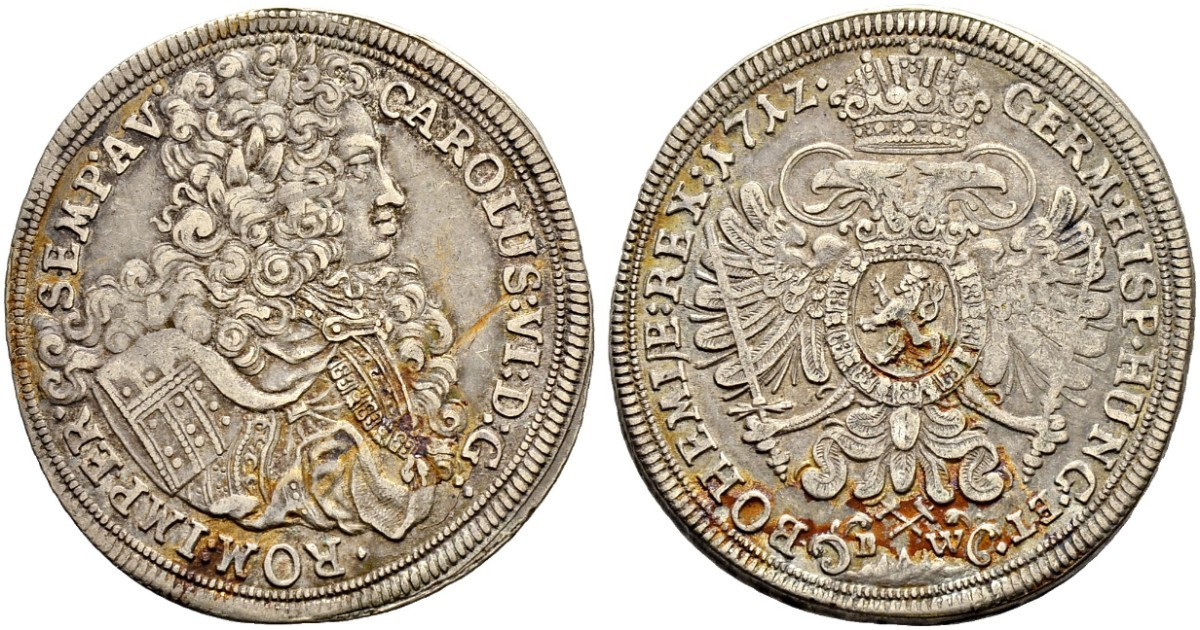 CAROLUS·VI·D·G· ROM:IMPER·SEMP:AV·
GERM·HISP·HUNG·ET· BOHEMIÆ:REX:1712·
D W